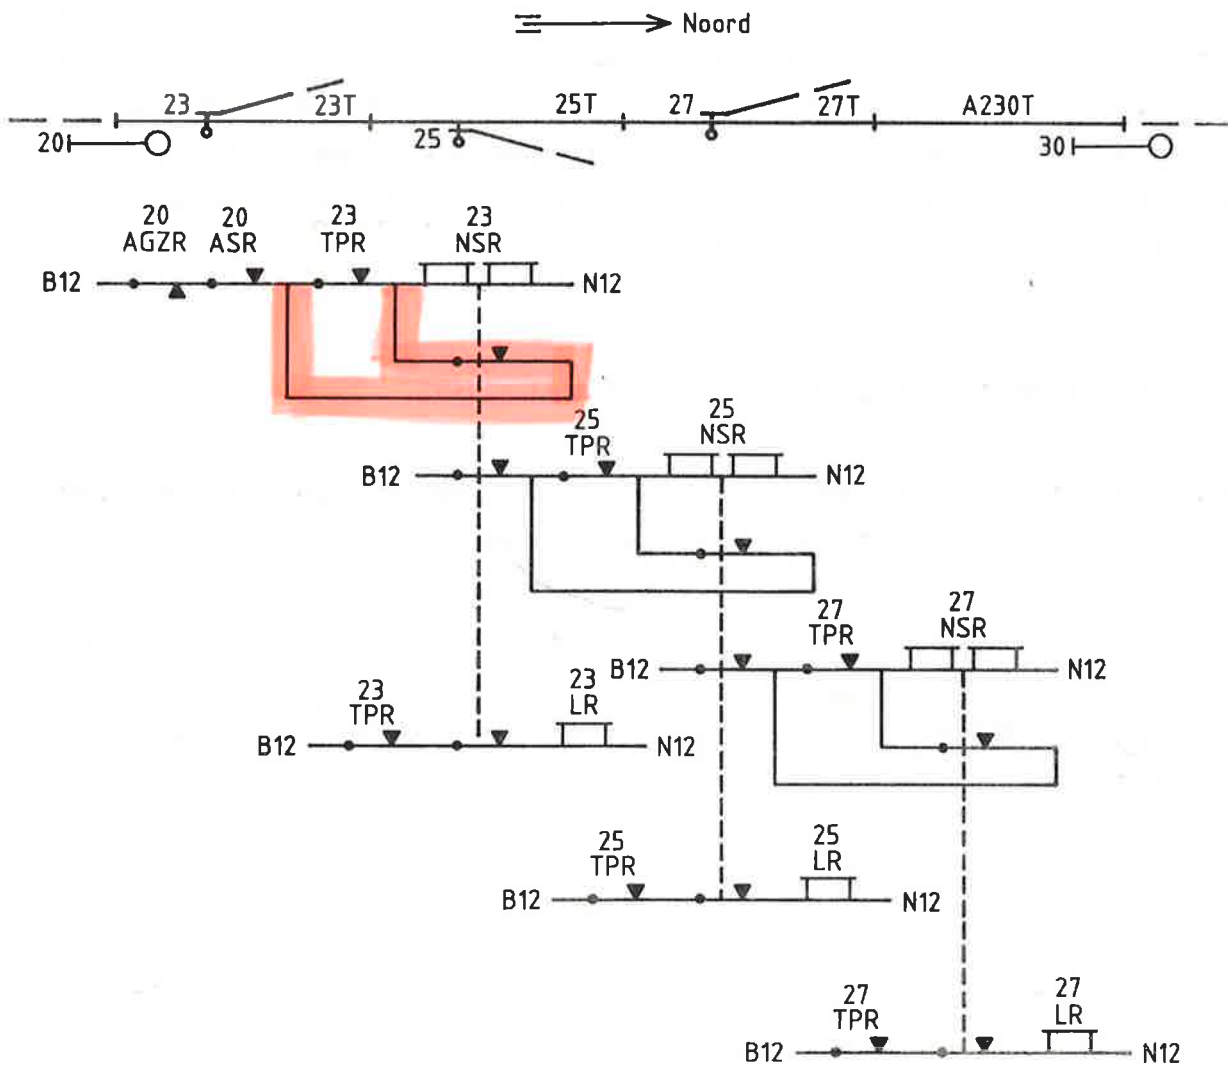 Noord
23 23T 25T 27 27T A230T
20 25 30
20 20 23 23
AGZR ASR TPR NSR
B12 N12
25 25
TPR NSR
B12 N12
27 27
TPR NSR
B12 N12
23 23
TPR LR
B12 N12
25 25
TPR LR
B12 N12
27 27
TPR LR
B12 N12